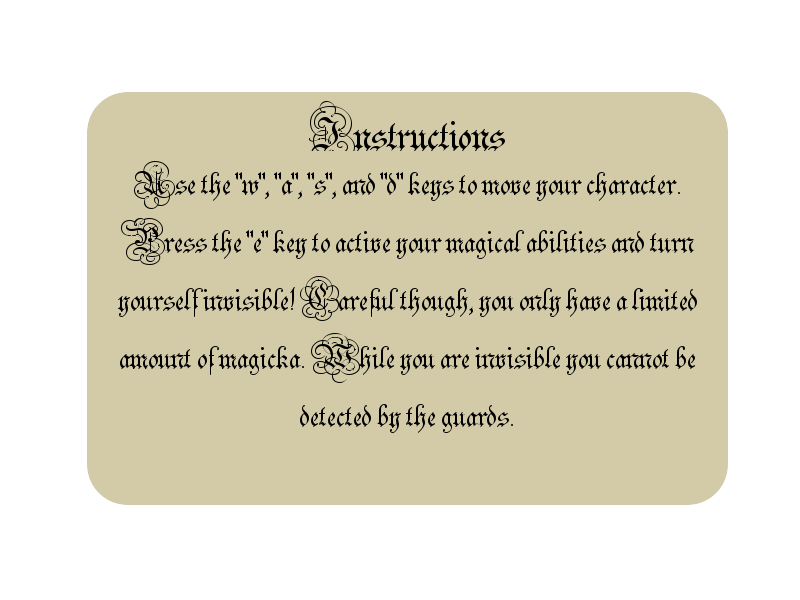 Instructions
Use the "w", "a", "s", and "d" keys to move your character.
Press the "e" key to active your magical abilities and turn
yourself invisible! Careful though, you only have a limited
amount of magicka. While you are invisible you cannot be
detected by the guards.